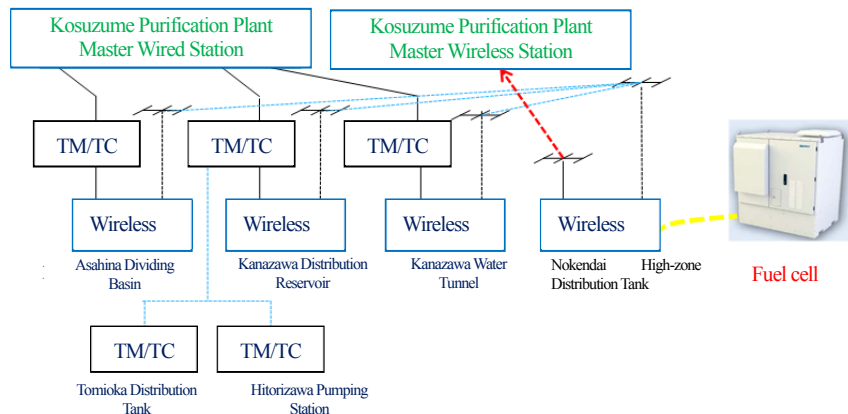 Kosuzume Purification Plant
Master Wired Station
Kosuzume Purification Plant
Master Wireless Station
TM/TC
TM/TC
TM/TC
Wireless
Wireless
Wireless
Wireless
Asahina Dividing
Basin
Kanazawa Distribution
Reservoir
Kanazawa Water
Tunnel
Nokendai High-zone
Distribution Tank
Fuel cell
TM/TC
TM/TC
Tomioka Distribution
Tank
Hitorizawa Pumping
Station